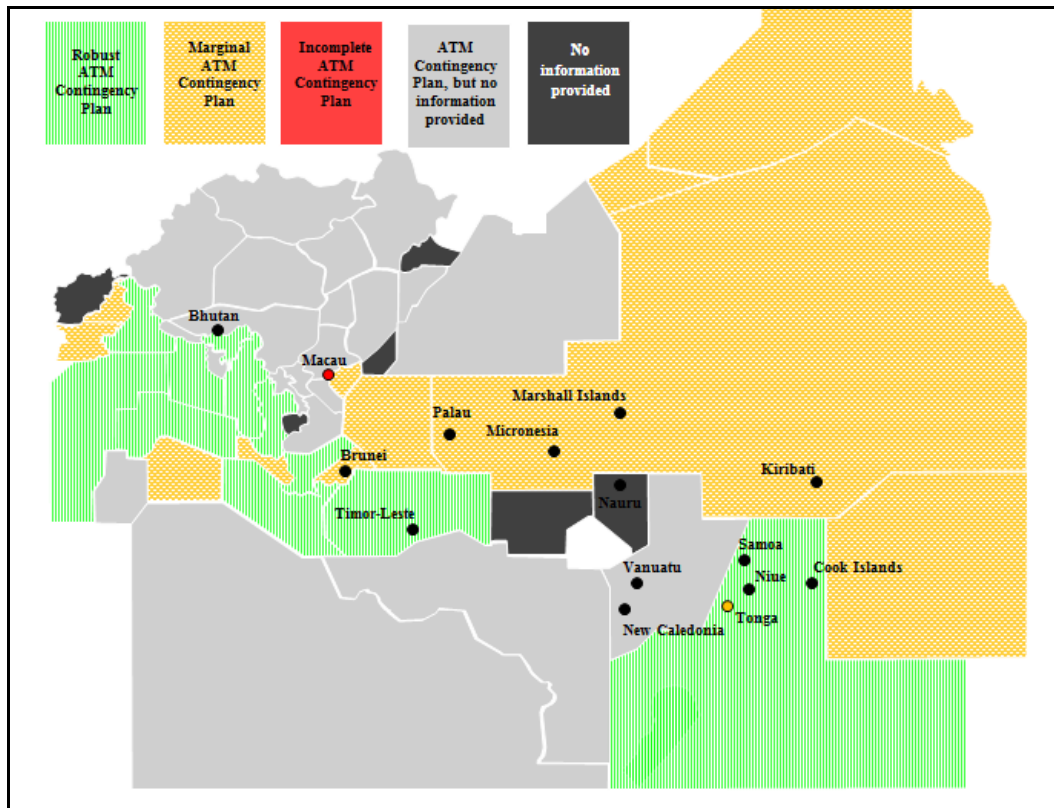 Robust
ATM
Contingency
Plan
Marginal
ATM
Contingency
Plan
Incomplete
ATM
Contingency
Plan
ATM
Contingency
Plan, but no
information
provided
No
information
provided
Bhutan
Macau
Marshall Islands
Palau
Micronesia
Brunei
Kiribati
Nauru
Timor-Leste
Samoa
Vanuatu
Niue
Cook Islands
Tonga
New Caledonia